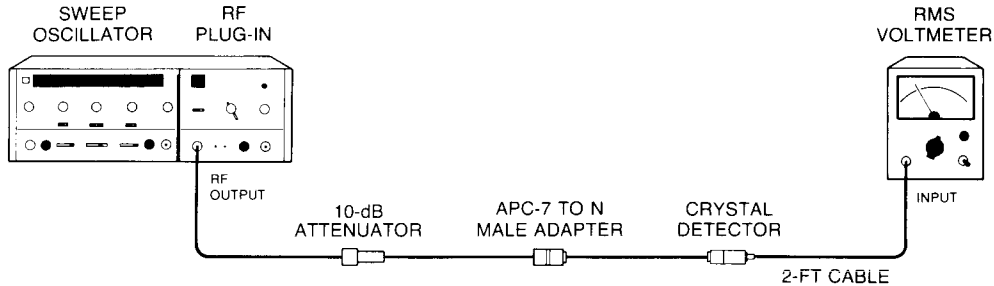 SWEEP
OSCILLATOR
RF
PLUG-IN
RMS
VOLTMETER
RF
OUTPUT
INPUT
10-dB
ATTENUATOR
APC-7 TO N
MALE ADAPTER
CRYSTAL
DETECTOR
2-FT CABLE